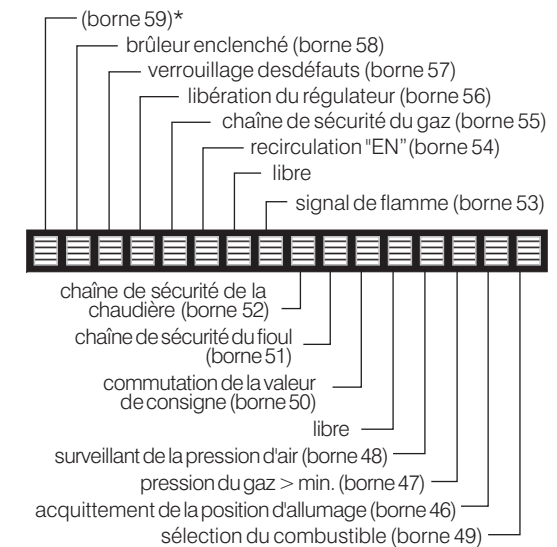 (borne 59)*
brûleur enclenché (borne 58)
verrouillage desdéfauts (borne 57)
libération du régulateur (borne 56)
chaîne de sécurité du gaz (borne 55)
recirculation "EN" (borne 54)
libre
signal de flamme (borne 53)
chaîne de sécurité de la
chaudière (borne 52)
chaîne de sécurité du fioul
(borne 51)
commutation de la valeur
de consigne (borne 50)
libre
surveillant de la pression d'air (borne 48)
pression du gaz > min. (borne 47)
acquittement de la position d'allumage (borne 46)
sélection du combustible (borne 49)